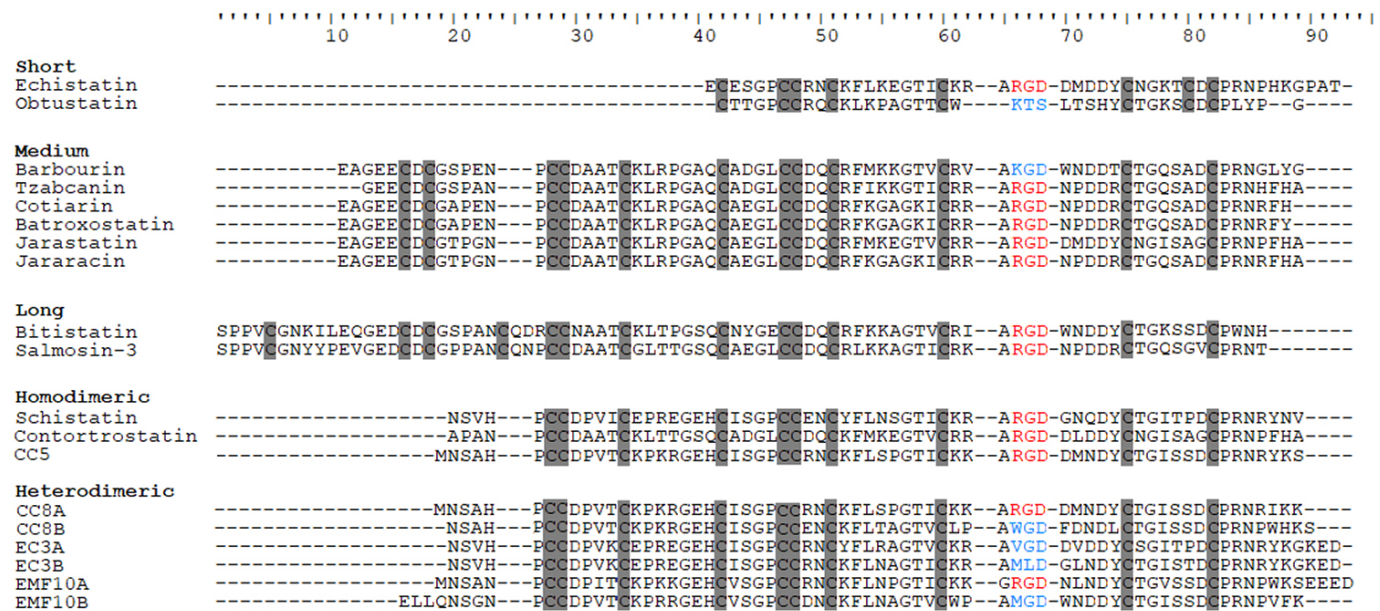 10 20 30 40 50 60 70 80 90
Short
Echistatin ----------------------------------------ECESGPCCRNCKFLKEGTICKR--ARGD-DMDDYCNGKTCDCPRNPHKGPAT-
Obtustatin -----------------------------------------CTTGPCCRQCKLKPAGTTCW----KTS-LTSHYCTGKSCDCPLYP--G----
Medium
Barbourin ----------EAGEECDCGSPEN---PCCDAATCKLRPGAQCADGLCCDQCRFMKKGTVCRV--AKGD-WNDDTCTGQSADCPRNGLYG----
Tzabcanin ------------GEECDCGSPAN---PCCDAATCKLRPGAQCADGLCCDQCRFIKKGTICRR--ARGD-NPDDRCTGQSADCPRNHFHA----
Cotiarin ----------EAGEECDCGAPEN---PCCDAATCKLRPGAQCAEGLCCDQCRFKGAGKICRR--ARGD-NPDDRCTGQSADCPRNRFH-----
Batroxostatin ----------EAGEECDCGAPEN---PCCDAATCKLRPGAQCAEGLCCDQCRFKGAGKICRR--ARGD-NPDDRCTGQSADCPRNRFY-----
Jarastatin ----------EAGEECDCGTPGN---PCCDAATCKLRPGAQCAEGLCCDQCRFMKEGTVCRR--ARGD-DMDDYCNGISAGCPRNPFHA----
Jararacin ----------EAGEECDCGTPGN---PCCDAATCKLRPGAQCAEGLCCDQCRFKGAGKICRR--ARGD-NPDDRCTGQSADCPRNRFHA----
Long
Bitistatin SPPVCGNKILEQGEDCDCGSPANCQDRCCNAATCKLTPGSQCNYGECCDQCRFKKAGTVCRI--ARGD-WNDDYCTGKSSDCPWNH-------
Salmosin-3 SPPVCGNYYPEVGEDCDCGPPANCQNPCCDAATCGLTTGSQCAEGLCCDQCRLKKAGTICRK--ARGD-NPDDRCTGQSGVCPRNT-------
Homodimeric
Schistatin -------------------NSVH---PCCDPVICEPREGEHCISGPCCENCYFLNSGTICKR--ARGD-GNQDYCTGITPDCPRNRYNV----
Contortrostatin -------------------APAN---PCCDAATCKLTTGSQCADGLCCDQCKFMKEGTVCRR--ARGD-DLDDYCNGISAGCPRNPFHA----
CC5 ------------------MNSAH---PCCDPVTCKPKRGEHCISGPCCRNCKFLSPGTICKK--ARGD-DMNDYCTGISSDCPRNRYKS----
Heterodimeric
CC8A ------------------MNSAH---PCCDPVTCKPKRGEHCISGPCCRNCKFLSPGTICKK--ARGD-DMNDYCTGISSDCPRNRIKK----
CC8B -------------------NSAH---PCCDPVTCKPKRGEHCISGPCCENCKFLTAGTVCLP--AWGD-FDNDLCTGISSDCPRNPWHKS---
EC3A -------------------NSVH---PCCDPVKCEPREGEHCISGPCCRNCYFLRAGTVCKR--AVGD-DVDDYCSGITPDCPRNRYKGKED-
EC3B -------------------NSVH---PCCDPVKCEPREGEHCISGPCCRNCKFLNAGTICKR--AMLD-GLNDYCTGISTDCPRNRYKGKED-
EMF10A ------------------MNSAN---PCCDPITCKPKKGEHCVSGPCCRNCKFLNPGTICKK--GRGD-NLNDYCTGVSSDCPRNPWKSEEED
EMF10B ---------------ELLQNSGN---PCCDPVTCKPRRGEHCVSGPCCDNCKFLNAGTVCWP--AMGD-WNDDYCTGISSDCPRNPVFK----